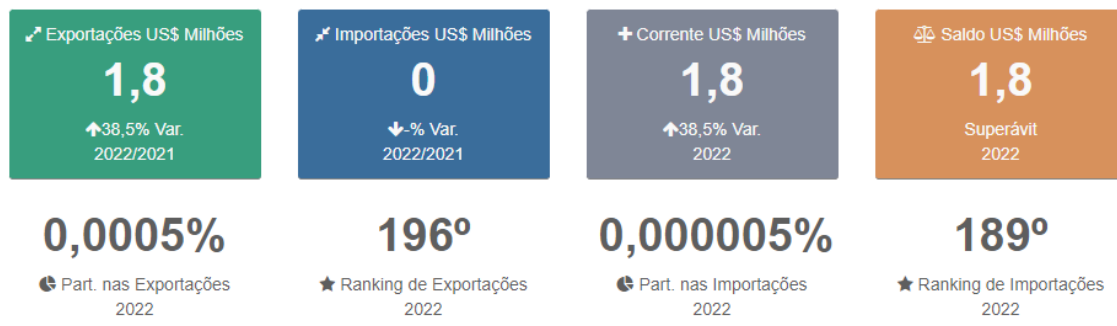 Exportações US$ Milhões
1,8
38,5% Var.
2022/2021
Importações US$ Milhões
0
-% Var.
2022/2021
Corrente US$ Milhões
1,8
38,5% Var.
2022
Saldo US$ Milhões
1,8
Superávit
2022
0,0005%
Part. nas Exportações
2022
196º
Ranking de Exportações
2022
0,000005%
Part. nas Importações
2022
189º
Ranking de Importações
2022